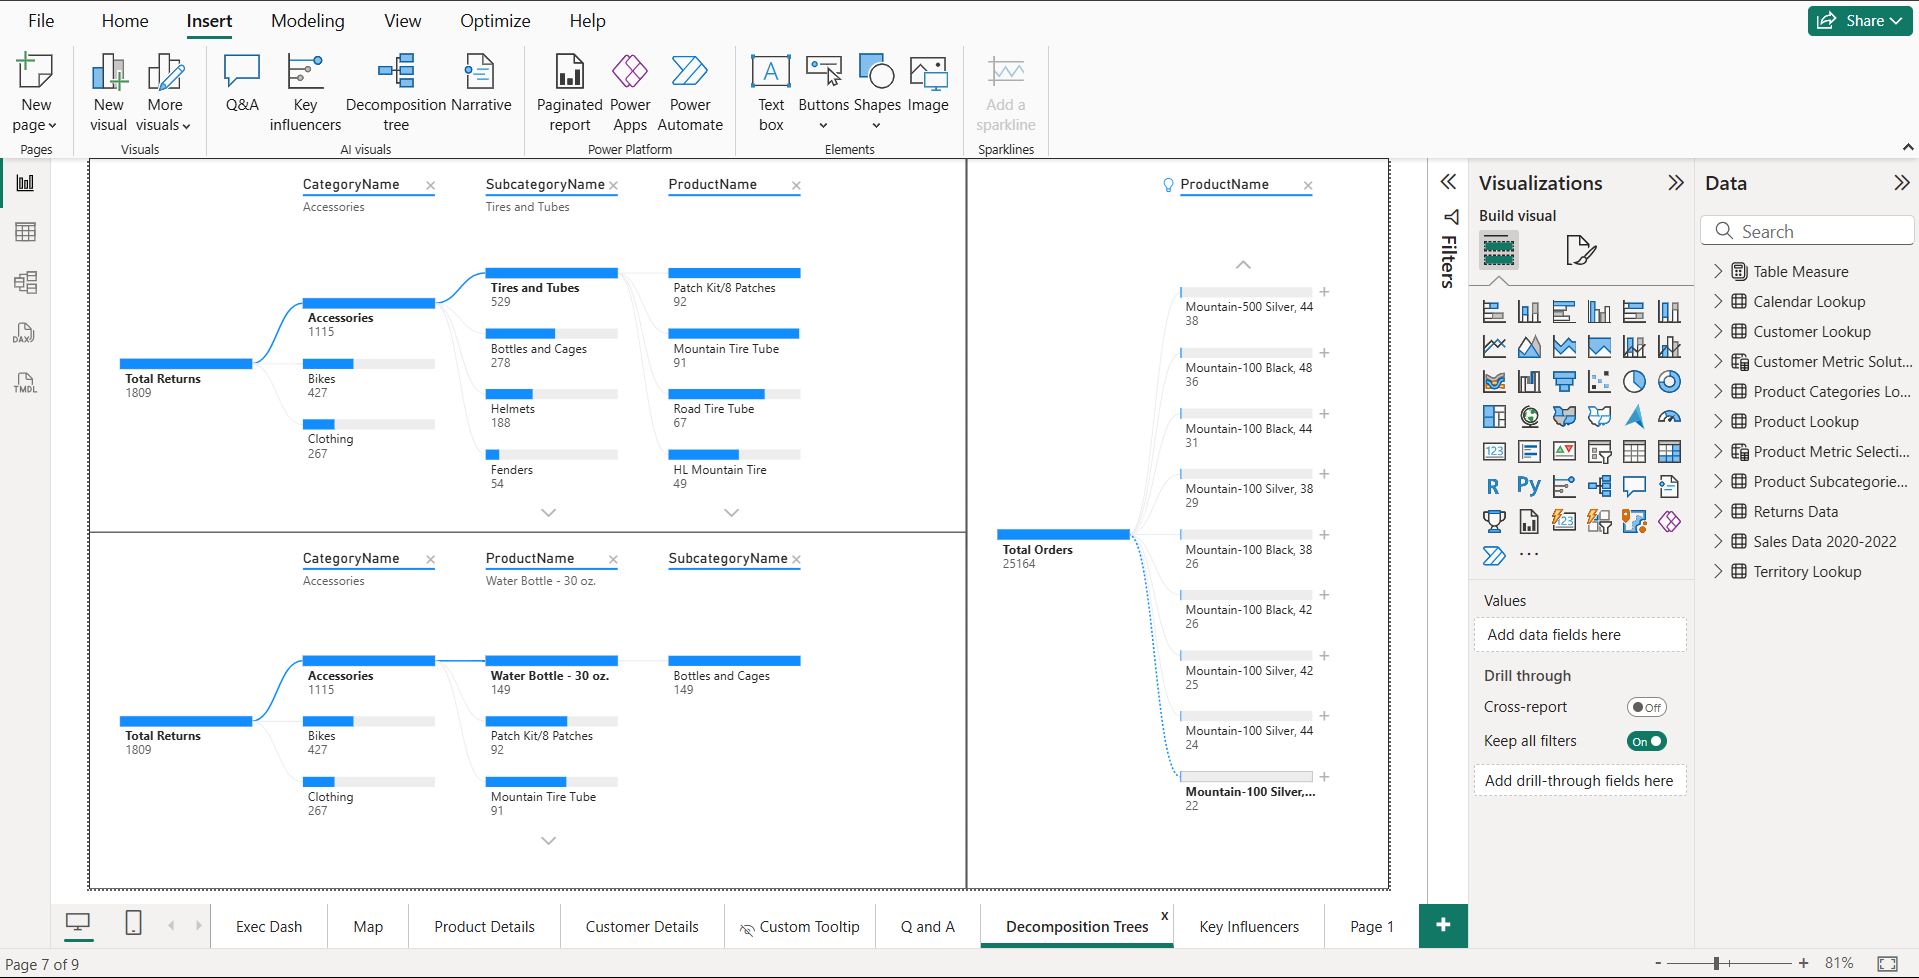 File Home Insert Modeling View Optimize Help
Share
New page
New visual
More visuals
Q&A
Key influencers
Decomposition tree
Narrative
Paginated report
Power Apps
Power Automate
Text box
Buttons
Shapes
Image
Add a sparkline
Pages
Visuals
AI visuals
Power Platform
Elements
Sparklines
DAX
TMDL
CategoryName
Accessories
SubcategoryName
Tires and Tubes
ProductName
Total Returns
1809
Accessories
1115
Bikes
427
Clothing
267
Tires and Tubes
529
Bottles and Cages
278
Helmets
188
Fenders
54
Patch Kit/8 Patches
92
Mountain Tire Tube
91
Road Tire Tube
67
HL Mountain Tire
49
CategoryName
Accessories
ProductName
Water Bottle - 30 oz.
SubcategoryName
Total Returns
1809
Accessories
1115
Bikes
427
Clothing
267
Water Bottle - 30 oz.
149
Patch Kit/8 Patches
92
Mountain Tire Tube
91
Bottles and Cages
149
ProductName
Total Orders
25164
Mountain-500 Silver, 44
38
Mountain-100 Black, 48
36
Mountain-100 Black, 44
31
Mountain-100 Silver, 38
29
Mountain-100 Black, 38
26
Mountain-100 Black, 42
26
Mountain-100 Silver, 42
25
Mountain-100 Silver, 44
24
Mountain-100 Silver,...
22
Filters
Visualizations
Build visual
123
R
Py
123
...
Values
Add data fields here
Drill through
Cross-report
Off
Keep all filters
On
Add drill-through fields here
Data
Search
Table Measure
Calendar Lookup
Customer Lookup
Customer Metric Solut...
Product Categories Lo...
Product Lookup
Product Metric Selecti...
Product Subcategorie...
Returns Data
Sales Data 2020-2022
Territory Lookup
Exec Dash
Map
Product Details
Customer Details
Custom Tooltip
Q and A
Decomposition Trees
x
Key Influencers
Page 1
+
Page 7 of 9
- + 81%